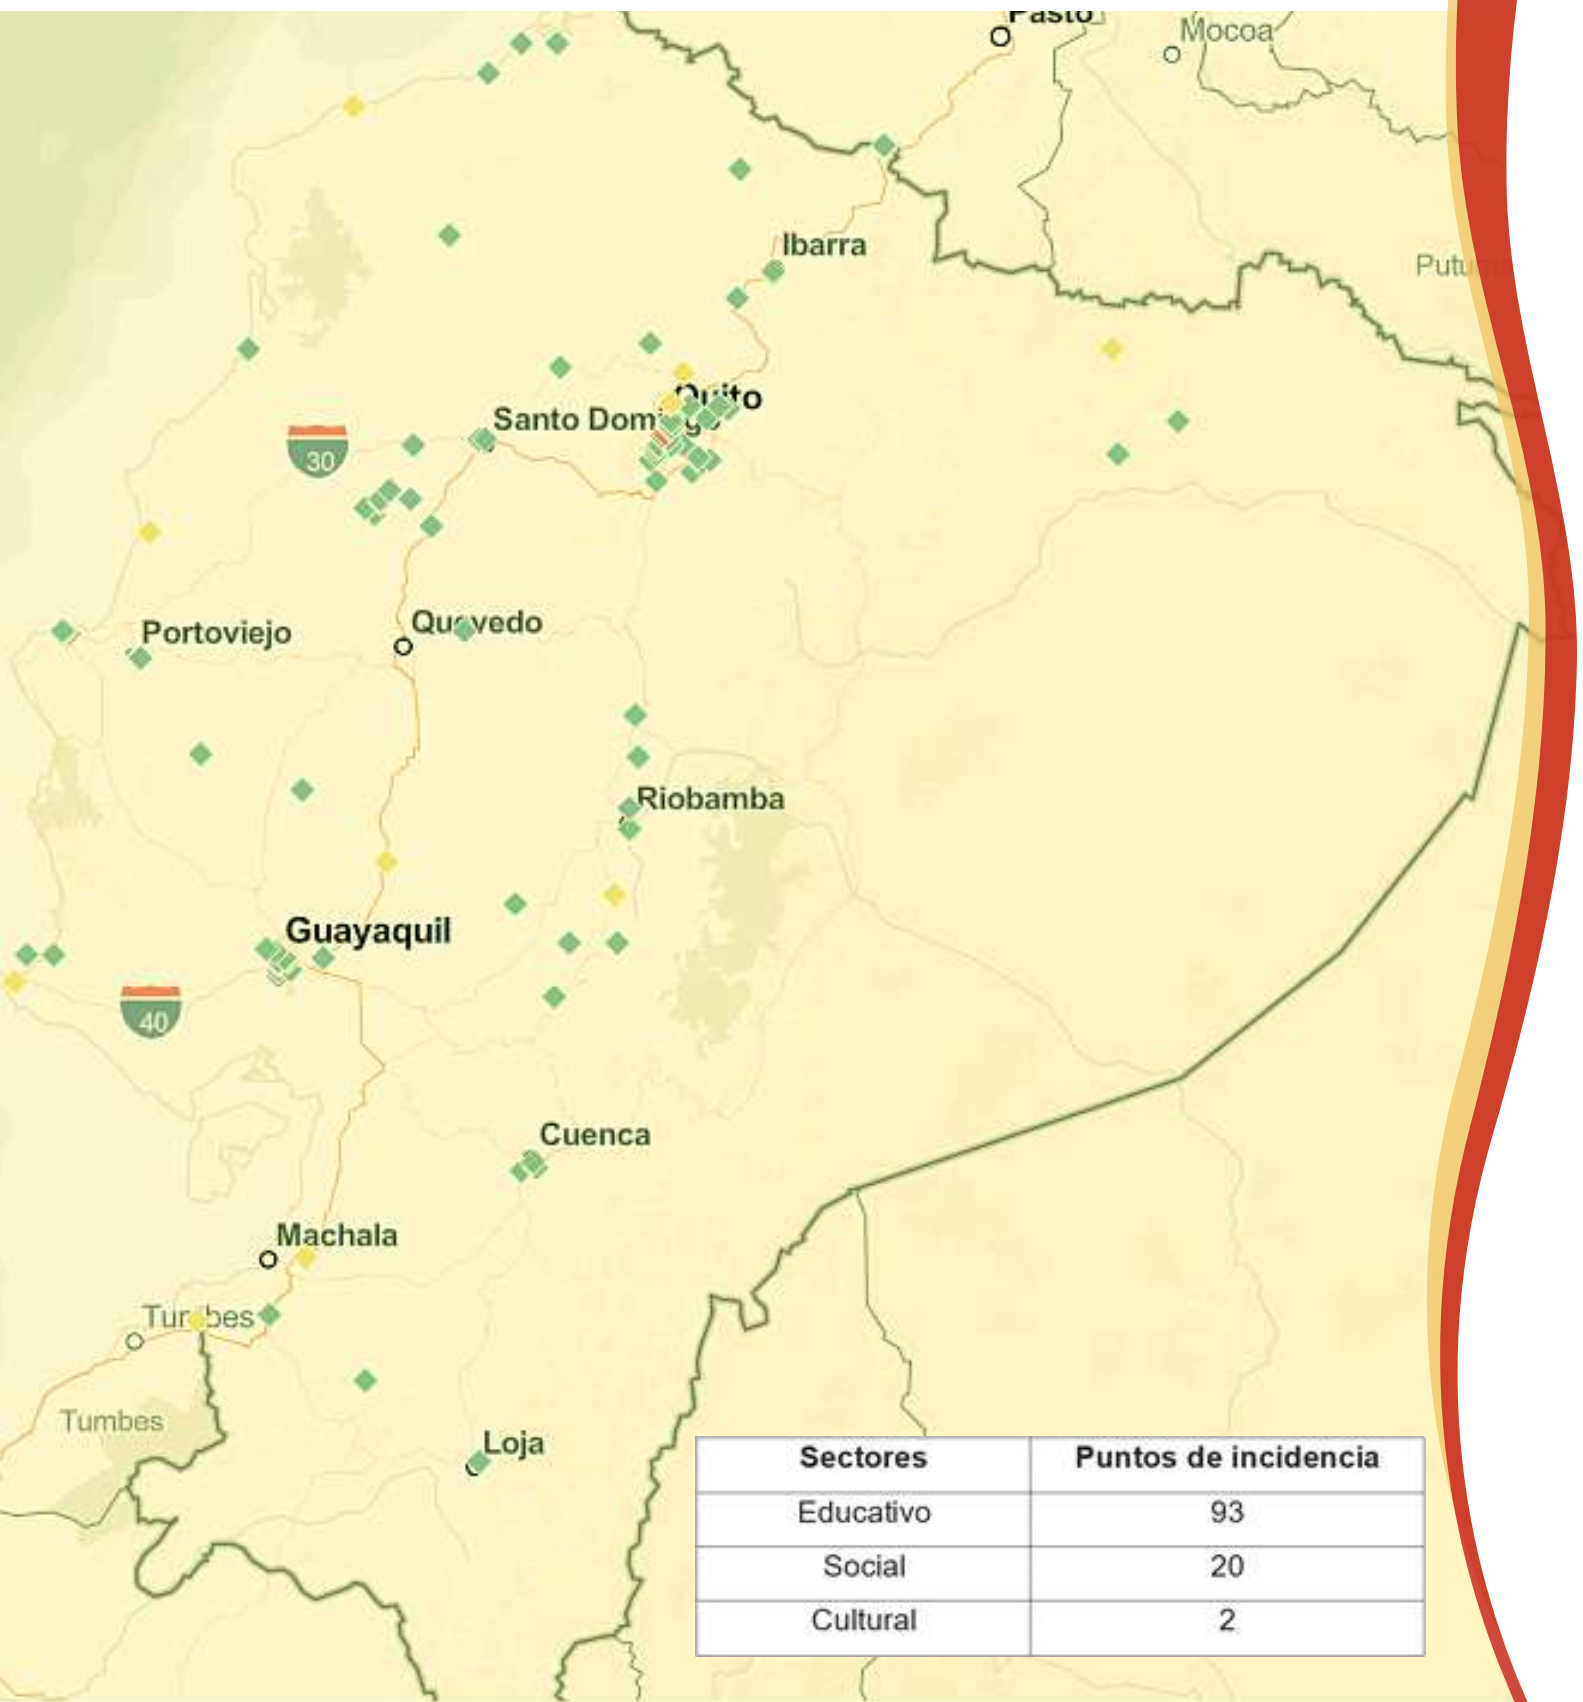 Pasto
Mocoa
Ibarra
Putuma
Quito
Santo Domingo
30
Quevedo
Portoviejo
Riobamba
Guayaquil
40
Cuenca
Machala
Tumbes
Tumbes
Loja
Sectores Puntos de incidencia
Educativo 93
Social 20
Cultural 2